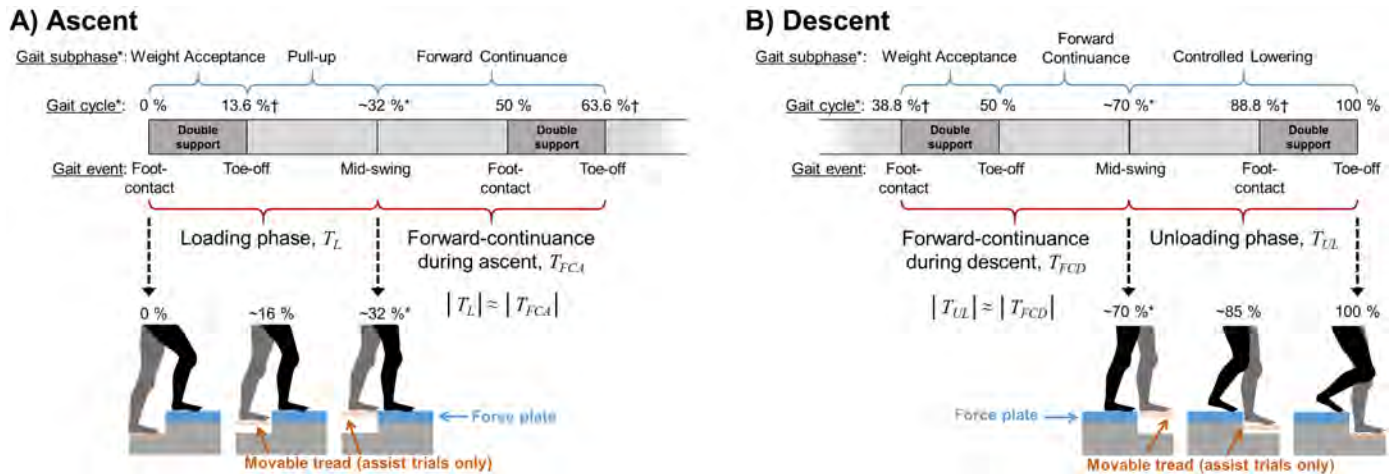 A) Ascent
Gait subphase*: Weight Acceptance Pull-up Forward Continuance
Gait cycle*: 0 % 13.6 %† ~32 %* 50 % 63.6 %†
Double support Double support
Gait event: Foot-contact Toe-off Mid-swing Foot-contact Toe-off
Loading phase, T_L
Forward-continuance
during ascent, T_FCA
| T_L | ≈ | T_FCA |
0 % ~16 % ~32 %*
Force plate
Movable tread (assist trials only)
B) Descent
Gait subphase*: Weight Acceptance Forward Continuance Controlled Lowering
Gait cycle*: 38.8 %† 50 % ~70 %* 88.8 %† 100 %
Double support Double support
Gait event: Foot-contact Toe-off Mid-swing Foot-contact Toe-off
Forward-continuance
during descent, T_FCD
Unloading phase, T_UL
| T_UL | ≈ | T_FCD |
~70 %* ~85 % 100 %
Force plate
Movable tread (assist trials only)